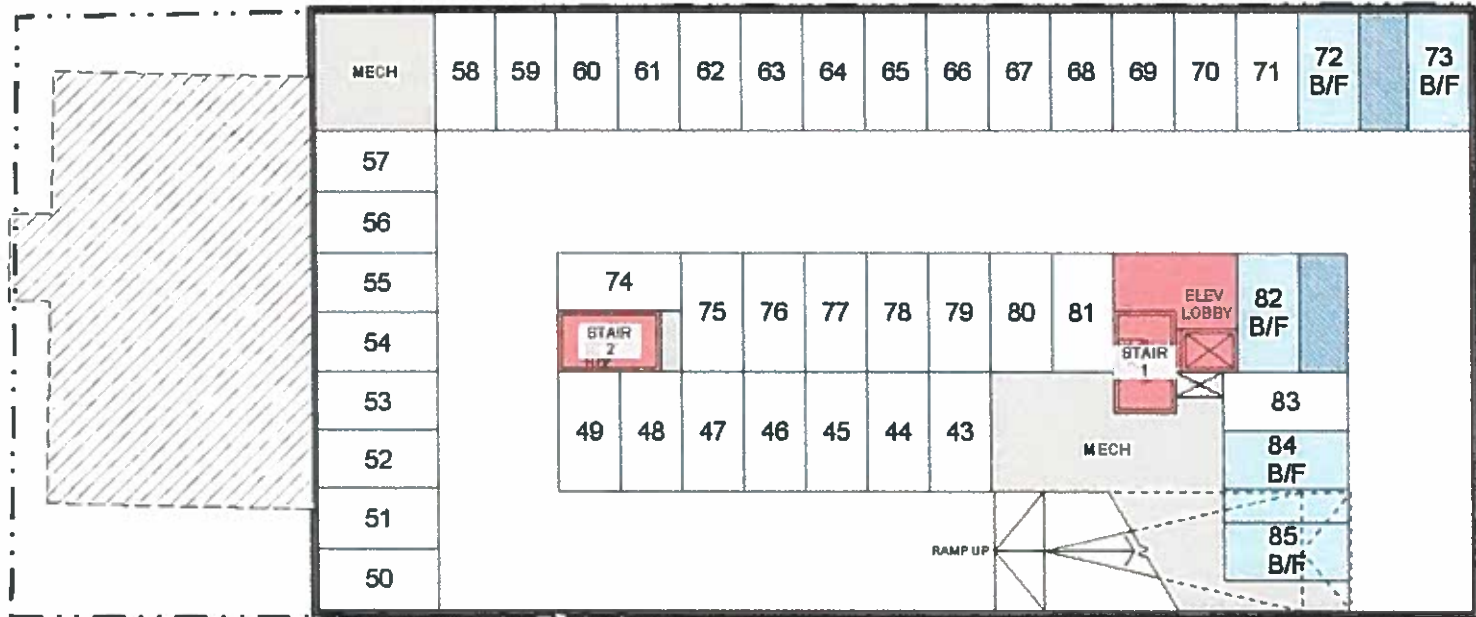 MECH 58 59 60 61 62 63 64 65 66 67 68 69 70 71 72 73
B/F B/F
57
56
55 74 75 76 77 78 79 80 81 ELEV 82
LOBBY B/F
54 STAIR
2
STAIR
1
53 83
49 48 47 46 45 44 43
52 MECH 84
B/F
51
RAMP UP 85
B/F
50